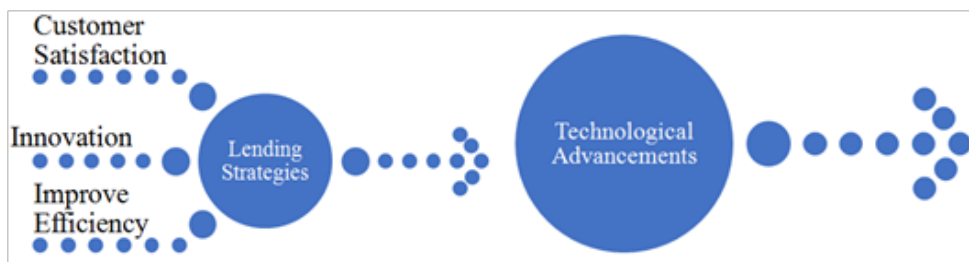 Customer
Satisfaction
Innovation
Improve
Efficiency
Lending
Strategies
Technological
Advancements